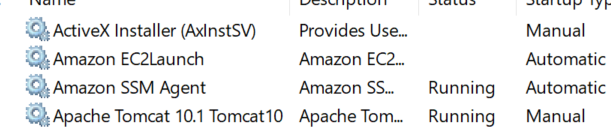 Name Description Status Startup Typ
ActiveX Installer (AxInstSV) Provides Use... Manual
Amazon EC2Launch Amazon EC2... Automatic
Amazon SSM Agent Amazon SS... Running Automatic
Apache Tomcat 10.1 Tomcat10 Apache Tom... Running Manual